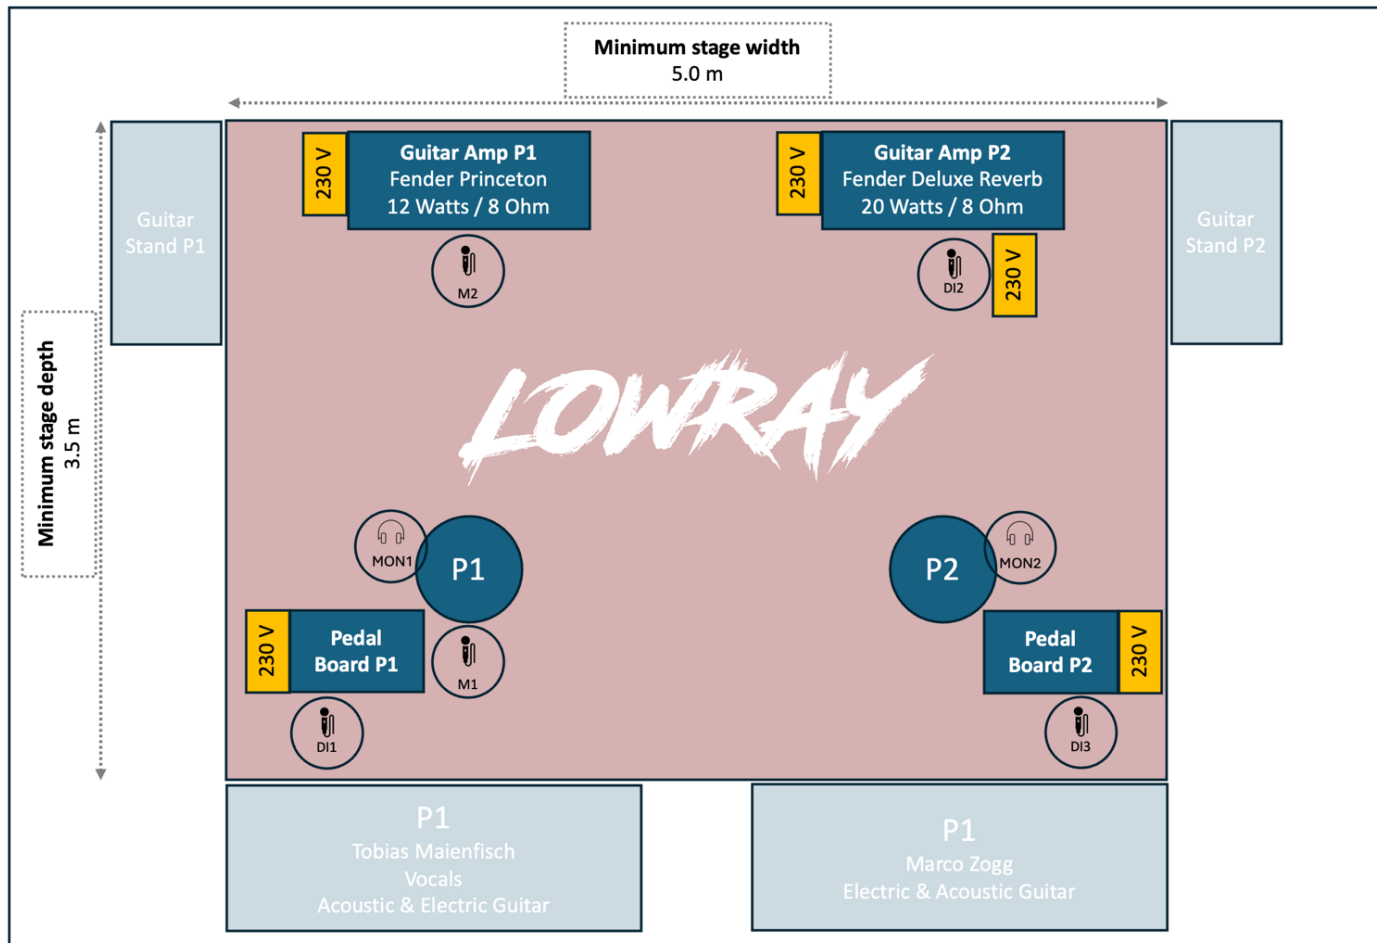 Minimum stage width
5.0 m
Minimum stage depth
3.5 m
Guitar
Stand P1
230 V
Guitar Amp P1
Fender Princeton
12 Watts / 8 Ohm
M2
230 V
Guitar Amp P2
Fender Deluxe Reverb
20 Watts / 8 Ohm
DI2
230 V
Guitar
Stand P2
LOWRAY
MON1
P1
P2
MON2
230 V
Pedal
Board P1
M1
DI1
Pedal
Board P2
230 V
DI3
P1
Tobias Maienfisch
Vocals
Acoustic & Electric Guitar
P1
Marco Zogg
Electric & Acoustic Guitar